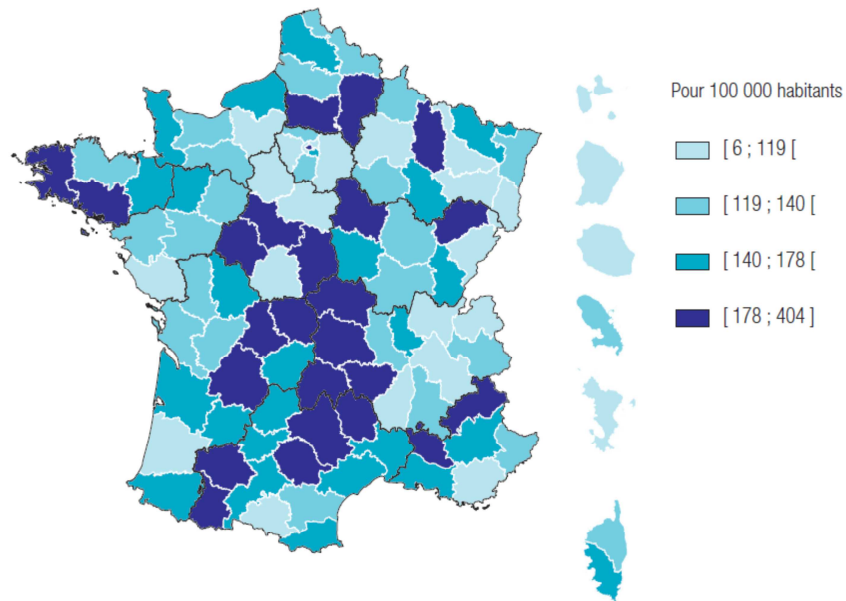 Pour 100 000 habitants
[ 6 ; 119 [
[ 119 ; 140 [
[ 140 ; 178 [
[ 178 ; 404 ]